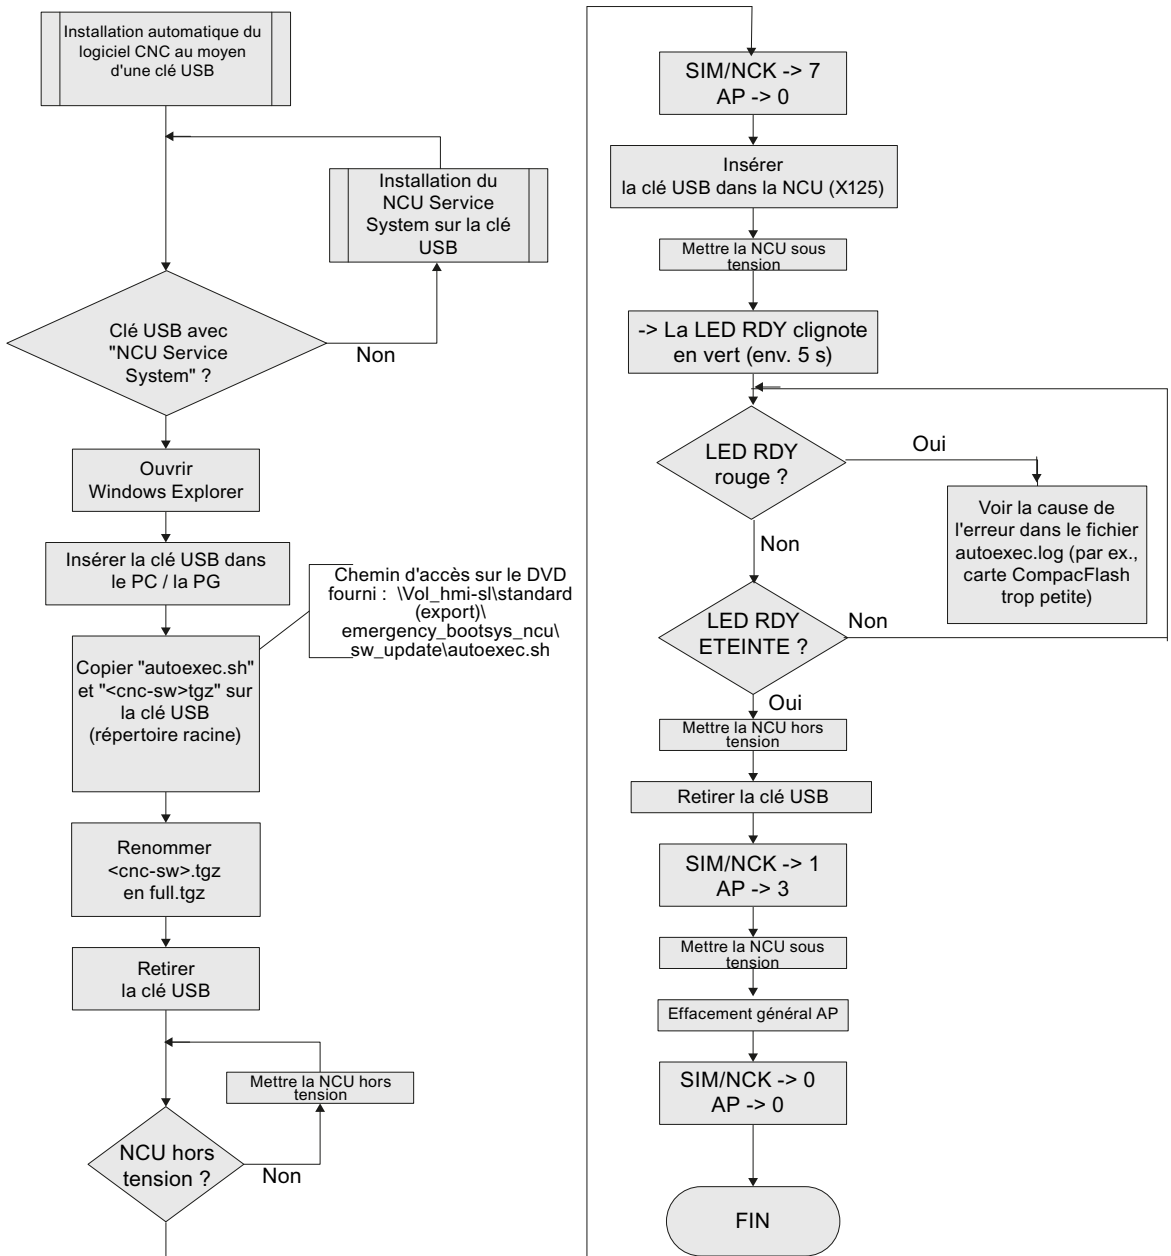 Installation automatique du
logiciel CNC au moyen
d'une clé USB
Installation du
NCU Service
System sur la clé
USB
Clé USB avec
"NCU Service
System" ?
Non
Ouvrir
Windows Explorer
Insérer la clé USB dans
le PC / la PG
Chemin d'accès sur le DVD
fourni : \Vol_hmi-sl\standard
(export)\
emergency_bootsys_ncu\
sw_update\autoexec.sh
Copier "autoexec.sh"
et "<cnc-sw>tgz" sur
la clé USB
(répertoire racine)
Renommer
<cnc-sw>.tgz
en full.tgz
Retirer
la clé USB
Mettre la NCU hors
tension
NCU hors
tension ?
Non
SIM/NCK -> 7
AP -> 0
Insérer
la clé USB dans la NCU (X125)
Mettre la NCU sous
tension
-> La LED RDY clignote
en vert (env. 5 s)
LED RDY
rouge ?
Oui
Voir la cause de
l'erreur dans le fichier
autoexec.log (par ex.,
carte CompacFlash
trop petite)
Non
LED RDY
ETEINTE ?
Non
Oui
Mettre la NCU hors
tension
Retirer la clé USB
SIM/NCK -> 1
AP -> 3
Mettre la NCU sous
tension
Effacement général AP
SIM/NCK -> 0
AP -> 0
FIN